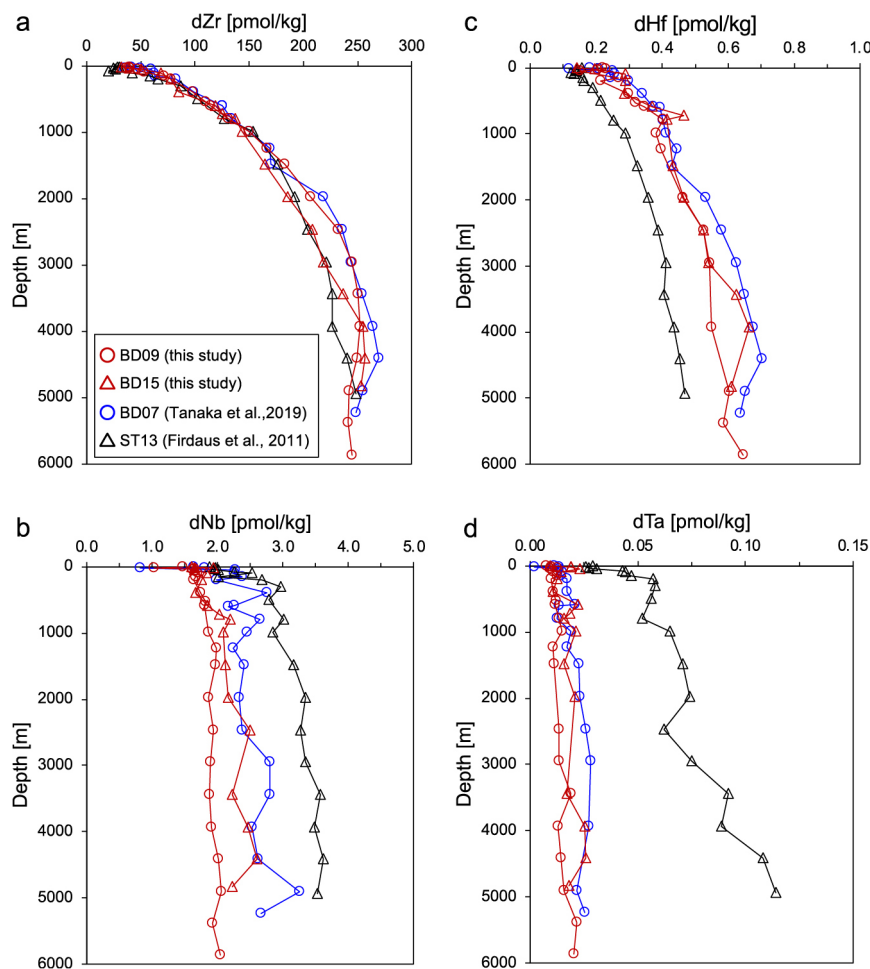 a
dZr [pmol/kg]
0 50 100 150 200 250 300
0
1000
2000
3000
4000
5000
6000
Depth [m]
BD09 (this study)
BD15 (this study)
BD07 (Tanaka et al.,2019)
ST13 (Firdaus et al., 2011)
c
dHf [pmol/kg]
0.0 0.2 0.4 0.6 0.8 1.0
0
1000
2000
3000
4000
5000
6000
Depth [m]
b
dNb [pmol/kg]
0.0 1.0 2.0 3.0 4.0 5.0
0
1000
2000
3000
4000
5000
6000
Depth [m]
d
dTa [pmol/kg]
0.00 0.05 0.10 0.15
0
1000
2000
3000
4000
5000
6000
Depth [m]